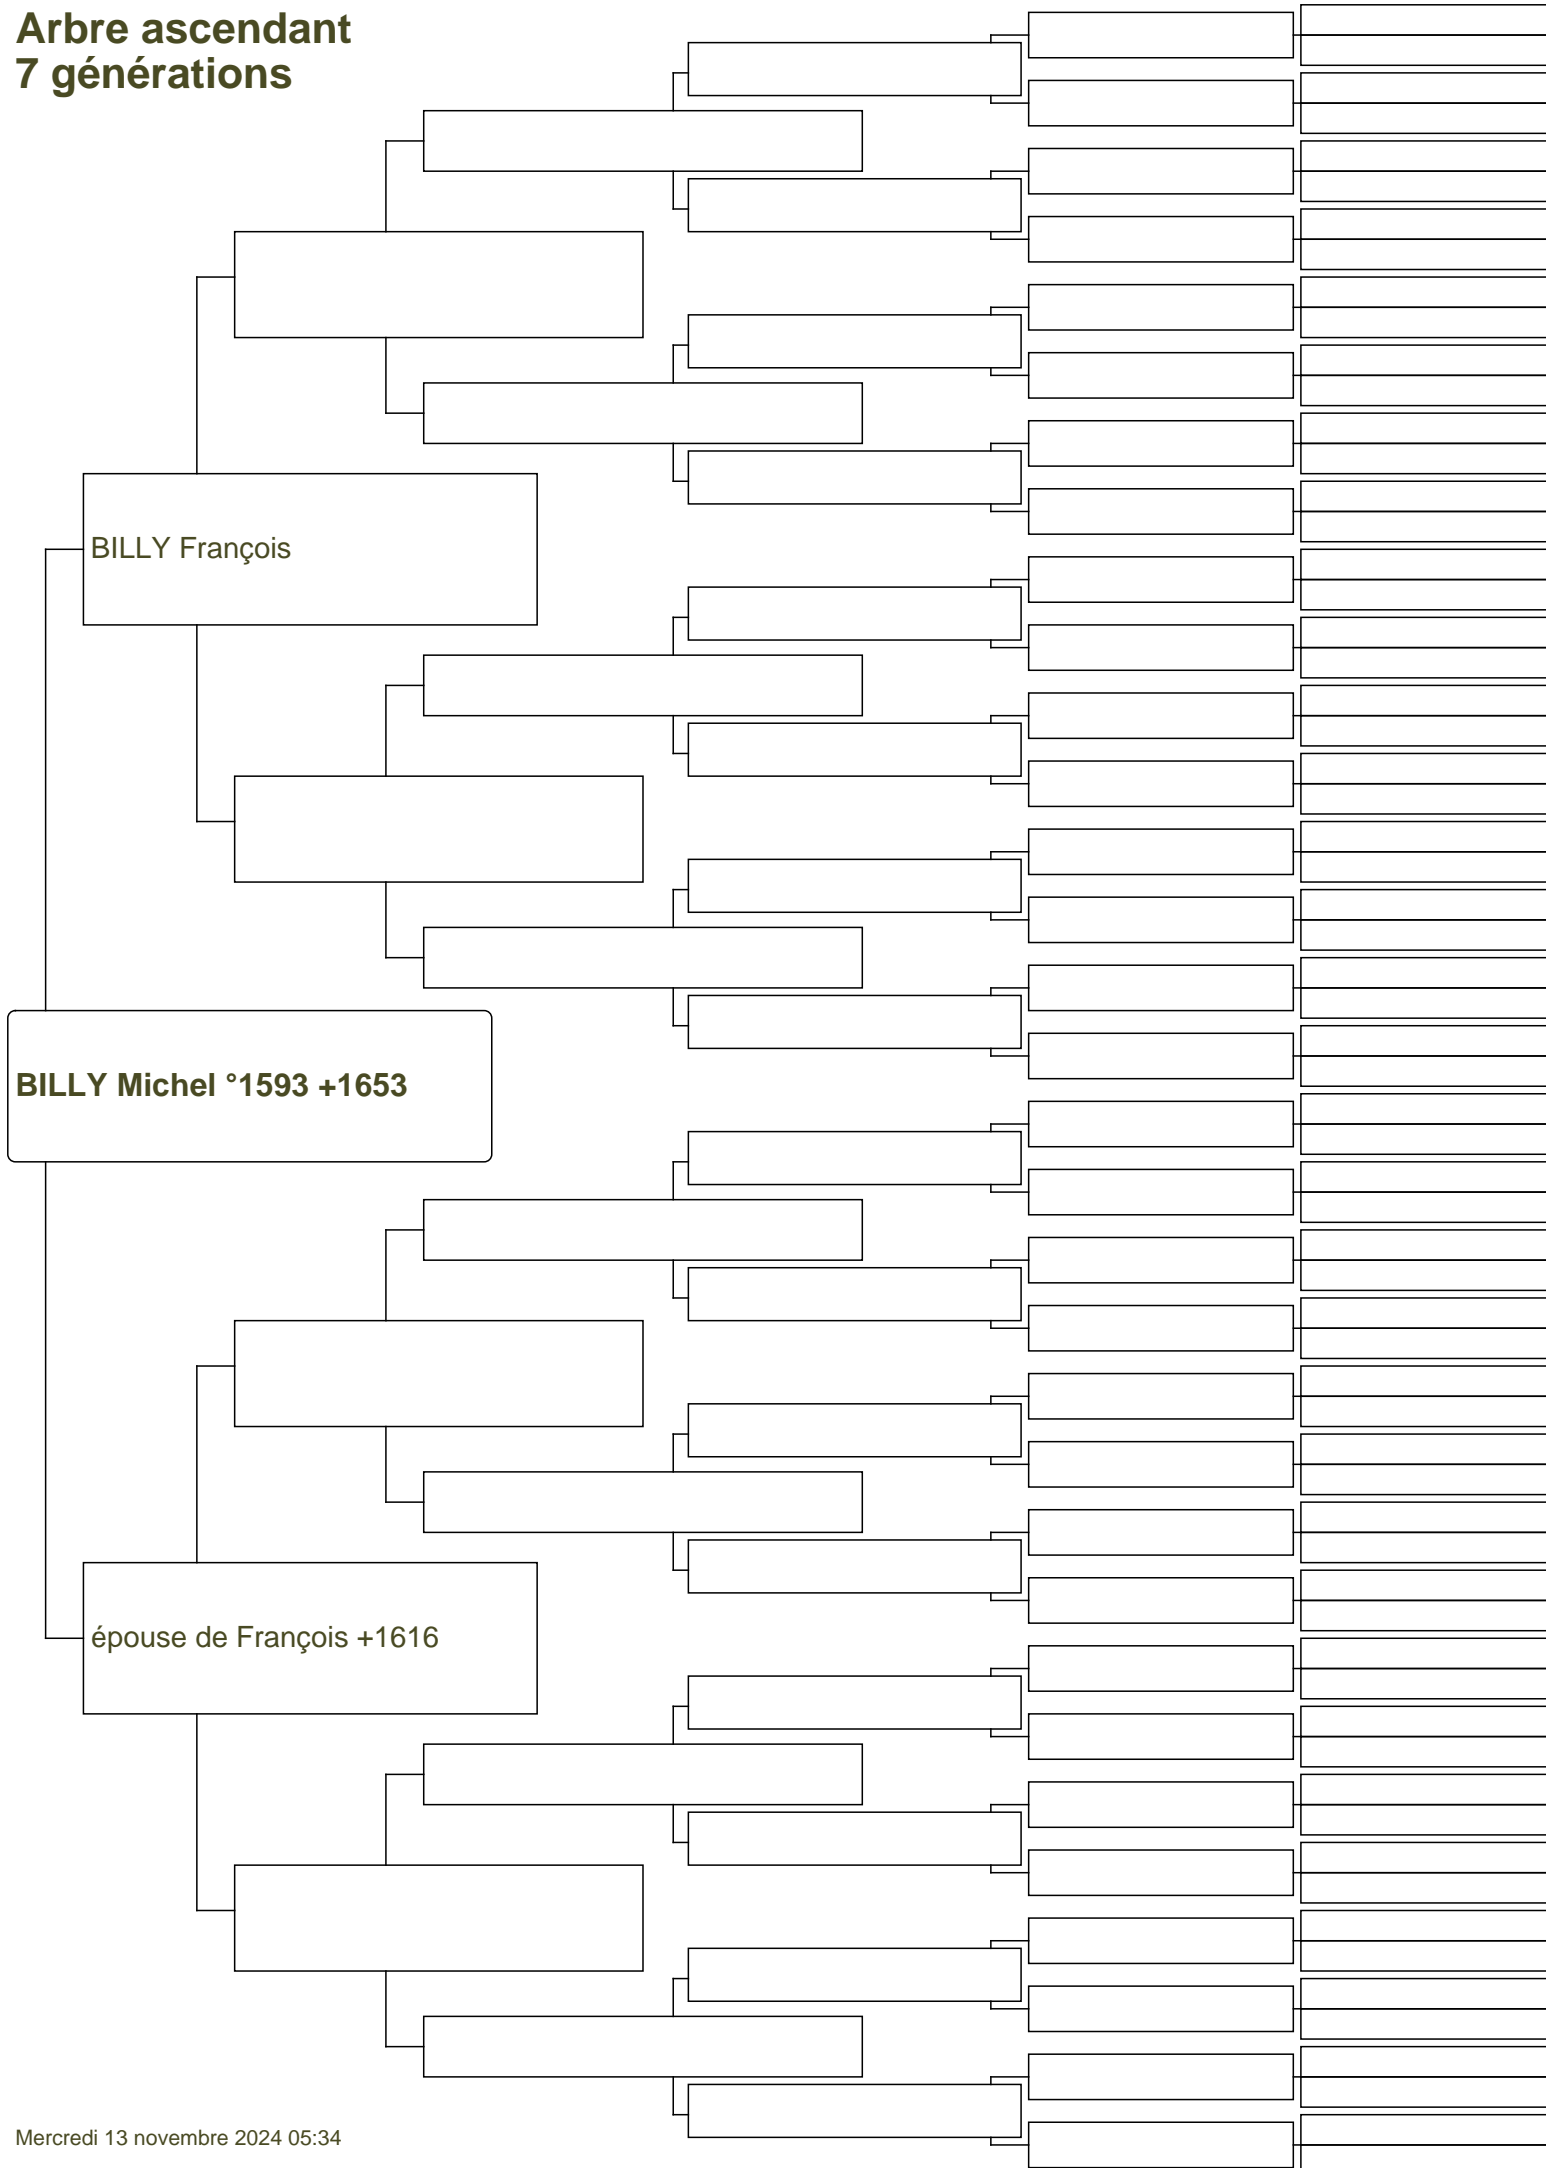 Arbre ascendant
7 générations
BILLY François
BILLY Michel °1593 +1653
épouse de François +1616
Mercredi 13 novembre 2024 05:34